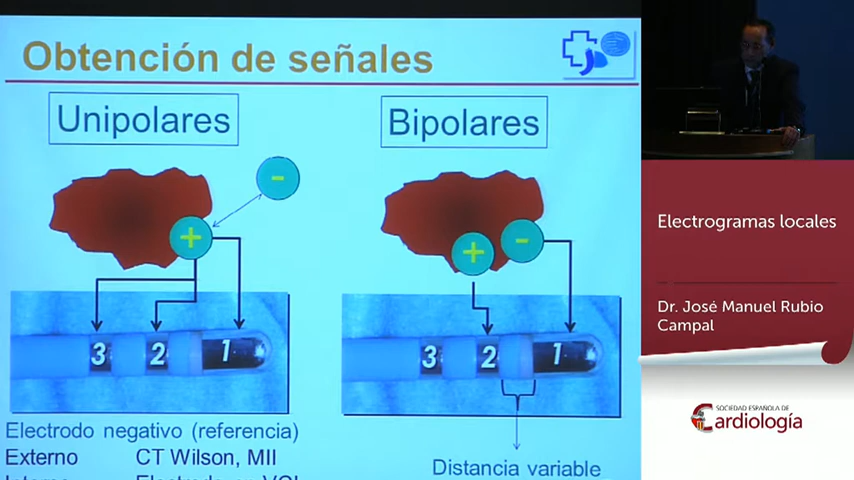 Obtención de señales
Unipolares
Bipolares
-
+
+
-
3 2 1
3 2 1
Electrodo negativo (referencia)
Externo CT Wilson, MII
Distancia variable
Electrogramas locales
Dr. José Manuel Rubio
Campal
SOCIEDAD ESPAÑOLA DE
Cardiología